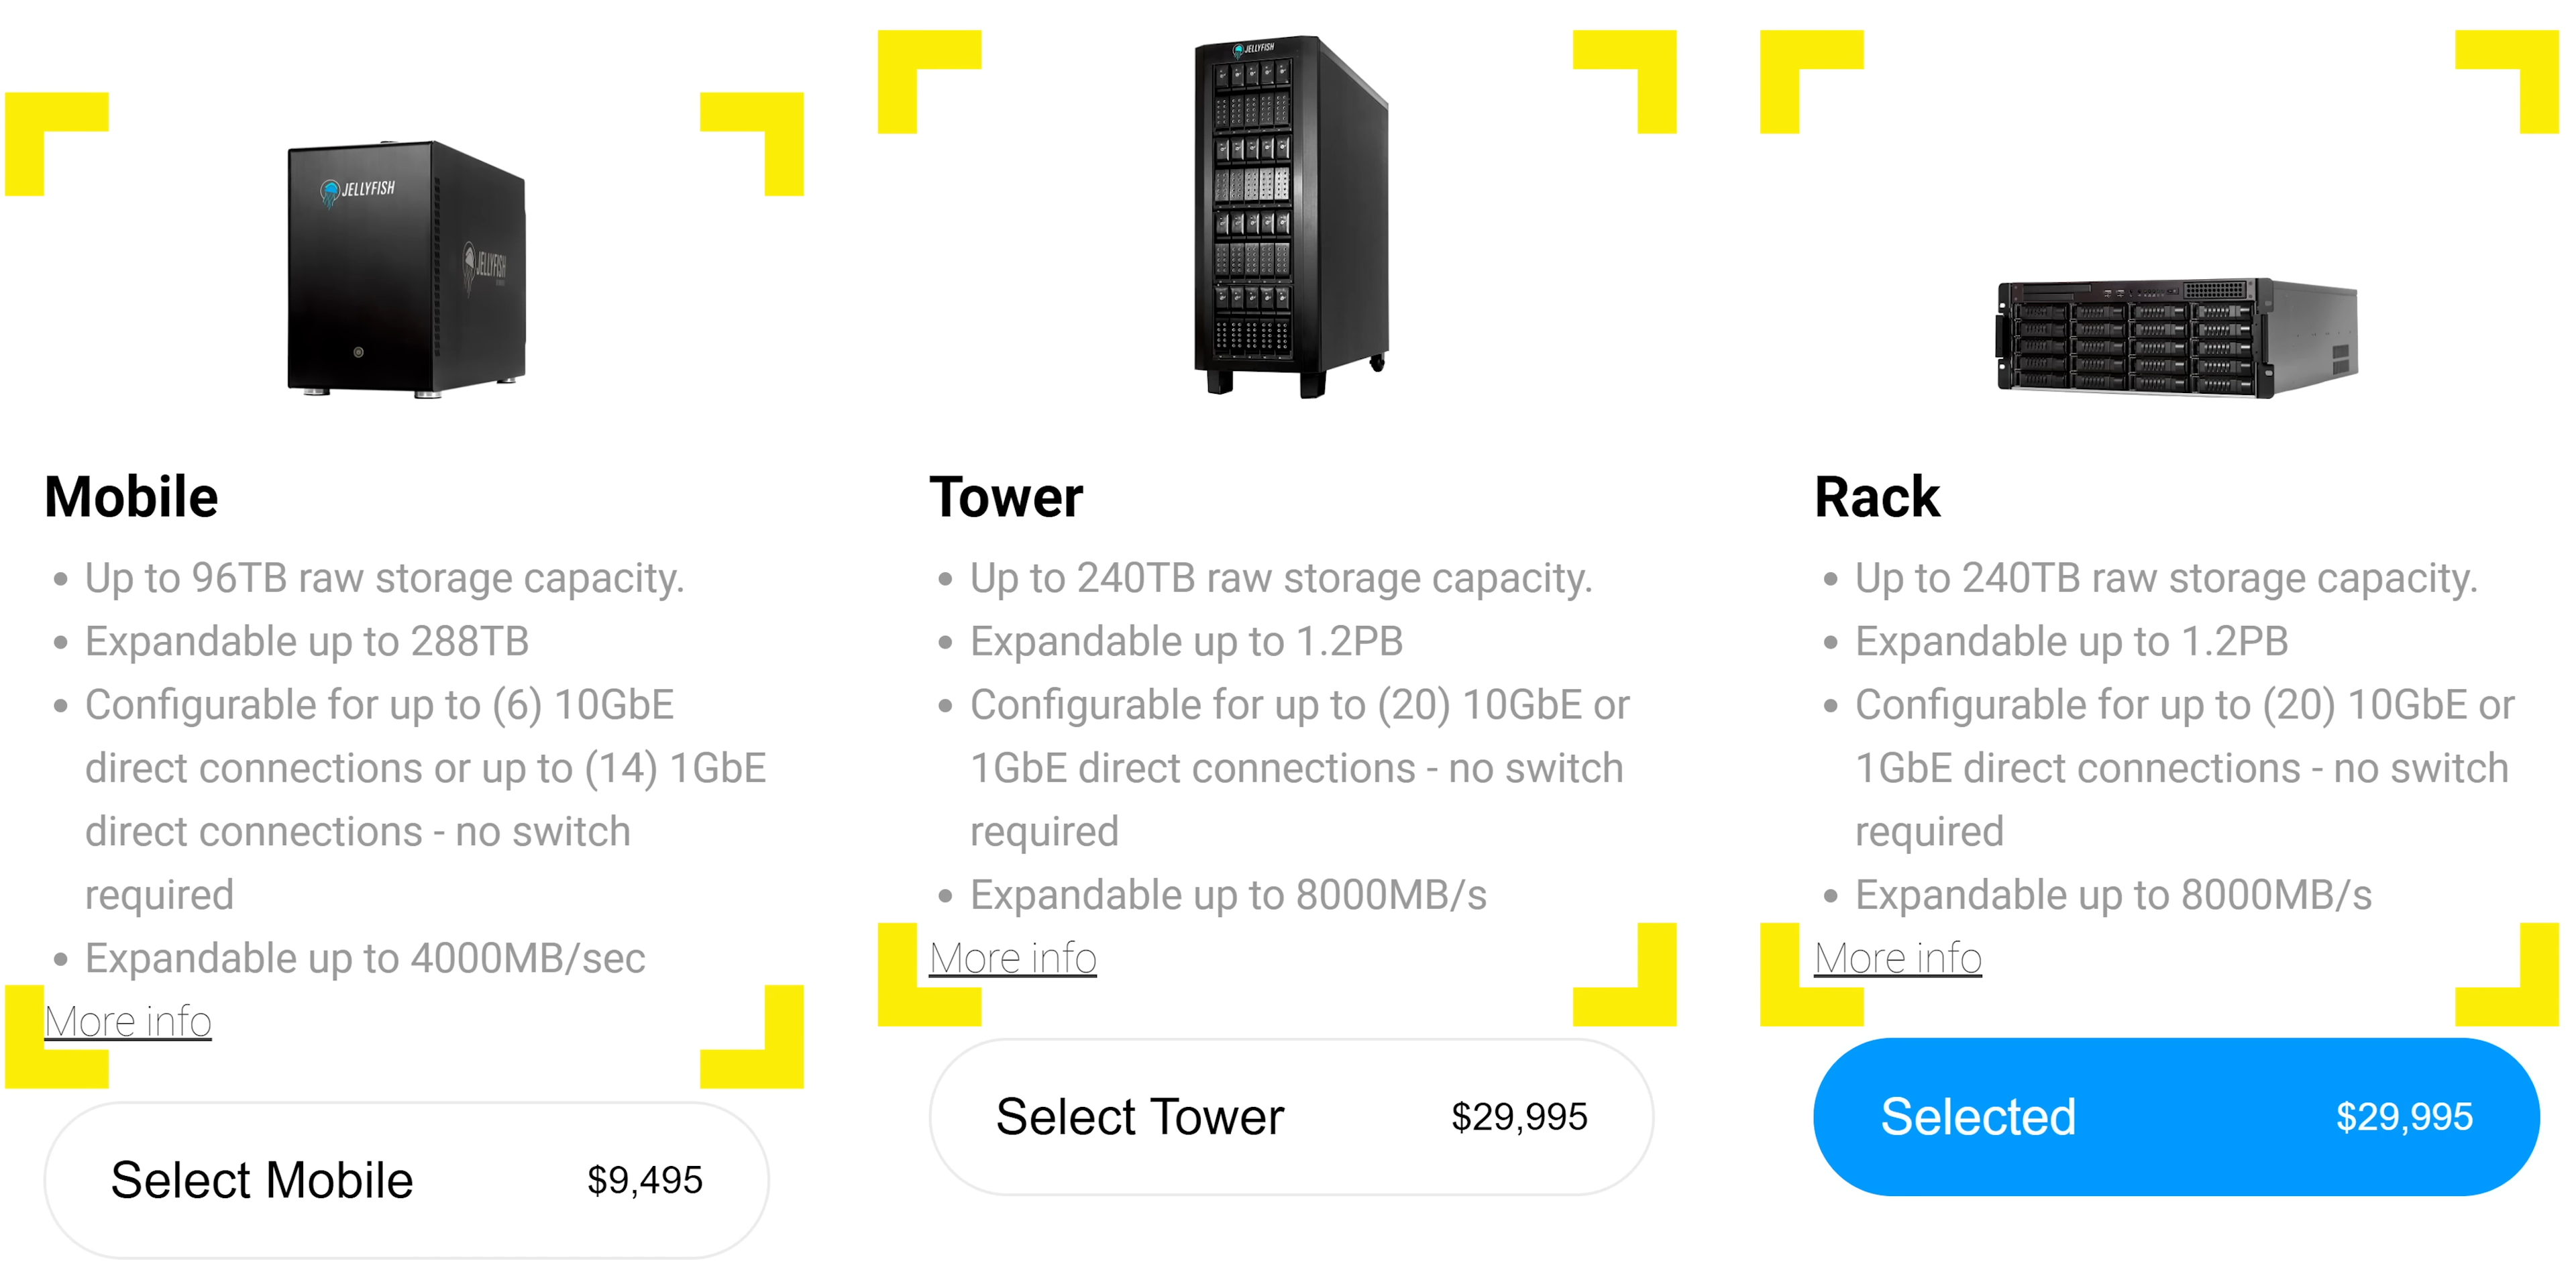 JELLYFISH
JELLYFISH
JELLYFISH
Mobile
Up to 96TB raw storage capacity.
Expandable up to 288TB
Configurable for up to (6) 10GbE
direct connections or up to (14) 1GbE
direct connections - no switch
required
Expandable up to 4000MB/sec
More info
Select Mobile $9,495
Tower
Up to 240TB raw storage capacity.
Expandable up to 1.2PB
Configurable for up to (20) 10GbE or
1GbE direct connections - no switch
required
Expandable up to 8000MB/s
More info
Select Tower $29,995
Rack
Up to 240TB raw storage capacity.
Expandable up to 1.2PB
Configurable for up to (20) 10GbE or
1GbE direct connections - no switch
required
Expandable up to 8000MB/s
More info
Selected $29,995